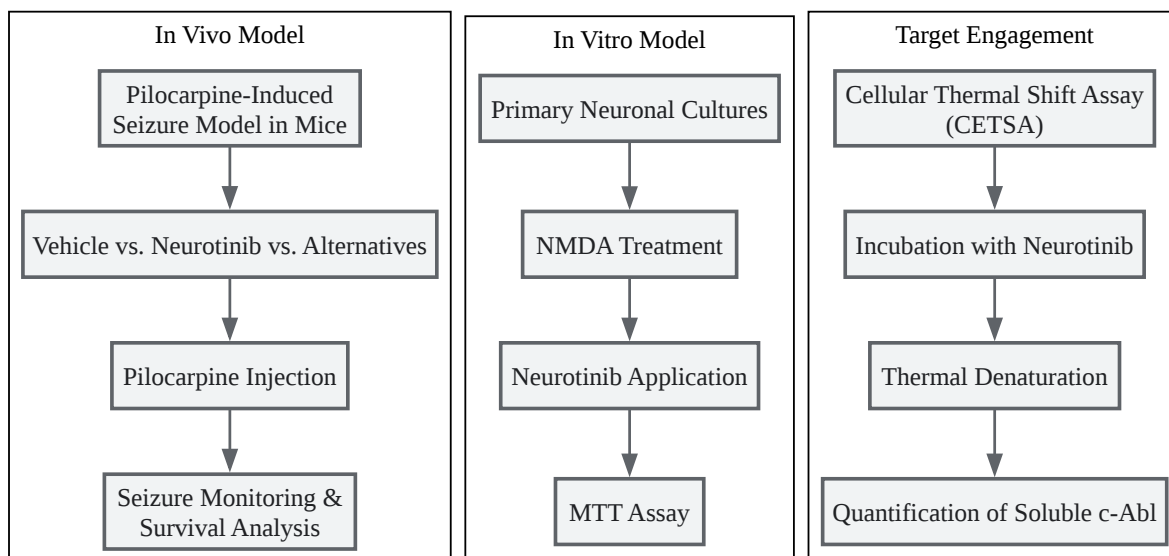 In Vivo Model
Pilocarpine-Induced
Seizure Model in Mice
Vehicle vs. Neurotinib vs. Alternatives
Pilocarpine Injection
Seizure Monitoring &
Survival Analysis
In Vitro Model
Primary Neuronal Cultures
NMDA Treatment
Neurotinib Application
MTT Assay
Target Engagement
Cellular Thermal Shift Assay
(CETSA)
Incubation with Neurotinib
Thermal Denaturation
Quantification of Soluble c-Abl